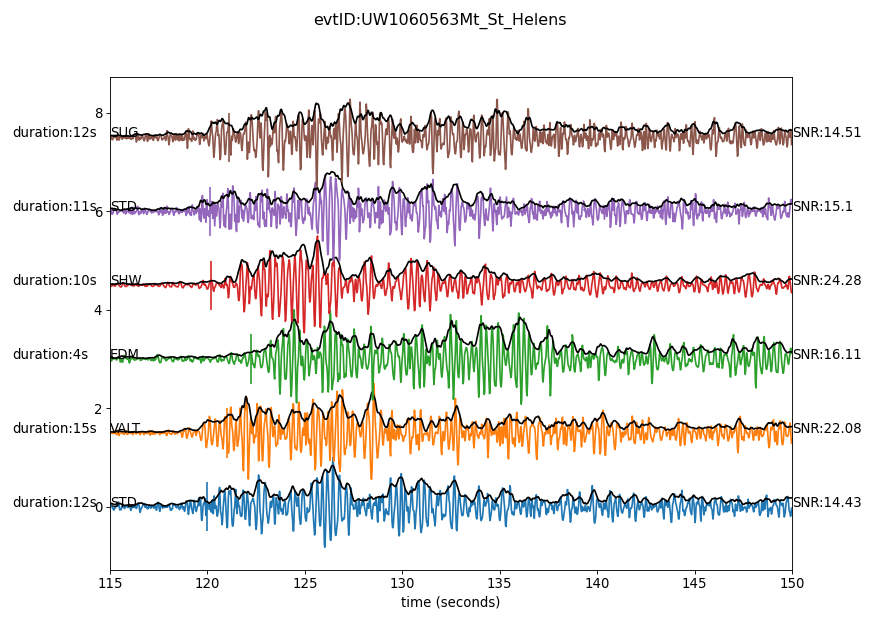 evtID:UW1060563Mt_St_Helens
8
duration:12s SUG SNR:14.51
duration:11s STD SNR:15.1
6
duration:10s SHW SNR:24.28
4
duration:4s EDM SNR:16.11
2
duration:15s VALT SNR:22.08
duration:12s STD SNR:14.43
0
115 120 125 130 135 140 145 150
time (seconds)